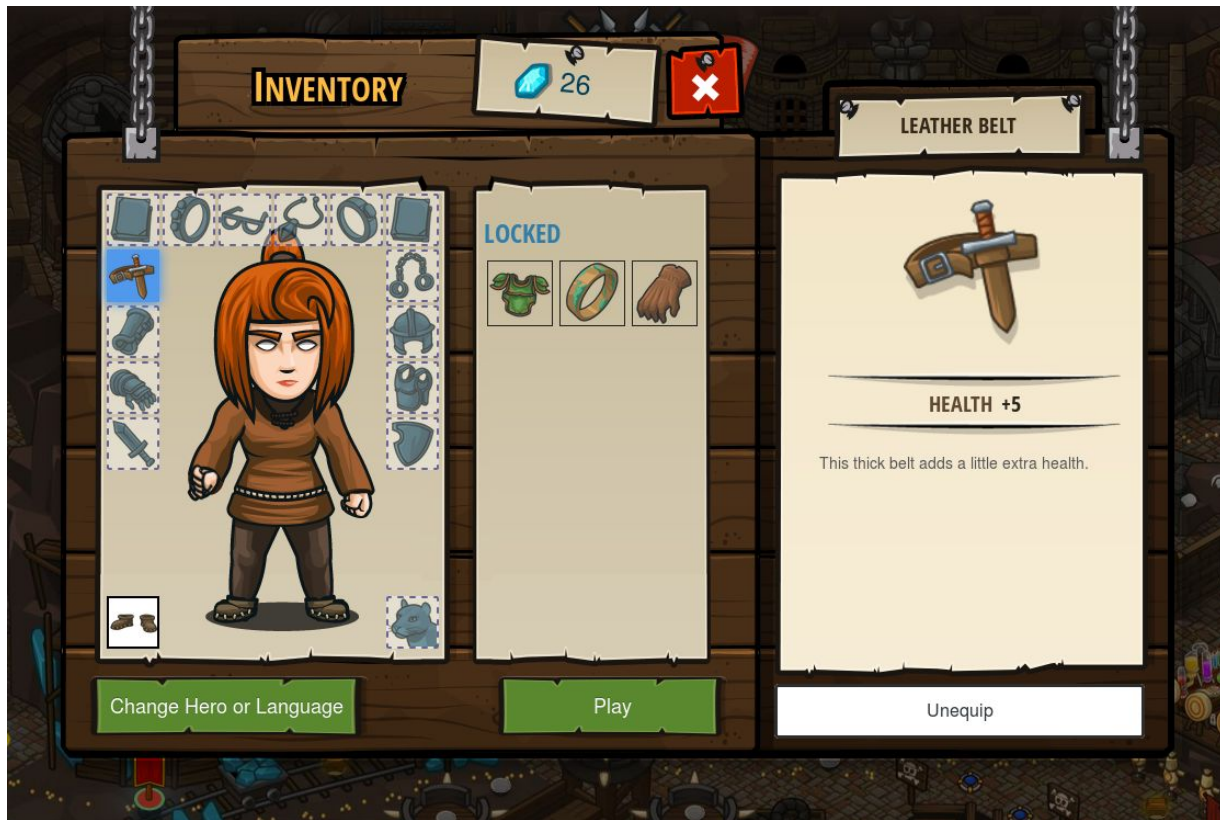 INVENTORY
26
LEATHER BELT
LOCKED
HEALTH +5
This thick belt adds a little extra health.
Change Hero or Language
Play
Unequip